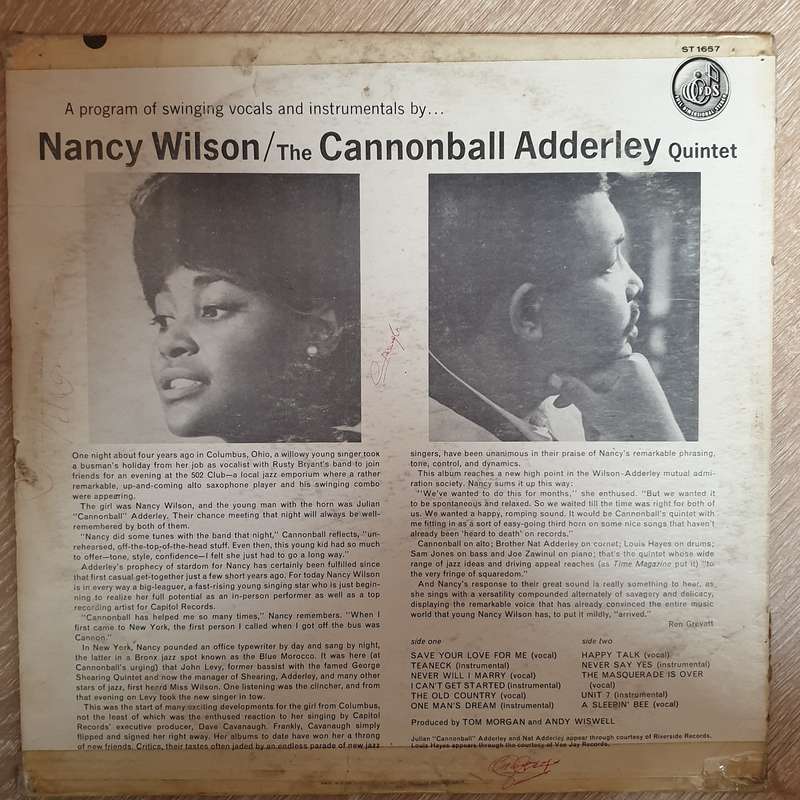 ST 1657
A program of swinging vocals and instrumentals by...
Nancy Wilson/The Cannonball Adderley Quintet
One night about four years ago in Columbus, Ohio, a willowy young singer took
a busman's holiday from her job as vocalist with Rusty Bryant's band to join
friends for an evening at the 502 Club—a local jazz emporium where a rather
remarkable, up-and-coming alto saxophone player and his swinging combo
were appearing.
The girl was Nancy Wilson, and the young man with the horn was Julian
"Cannonball" Adderley. Their chance meeting that night will always be well-
remembered by both of them.
"Nancy did some tunes with the band that night," Cannonball reflects, "un-
rehearsed, off-the-top-of-the-head stuff. Even then, this young kid had so much
to offer—tone, style, confidence—I felt she just had to go a long way."
Adderley's prophecy of stardom for Nancy has certainly been fulfilled since
that first casual get-together just a few short years ago. For today Nancy Wilson
is in every way a big-leaguer, a fast-rising young singing star who is just begin-
ning to realize her full potential as an in-person performer as well as a top
recording artist for Capitol Records.
"Cannonball has helped me so many times," Nancy remembers. "When I
first came to New York, the first person I called when I got off the bus was
Cannon."
In New York, Nancy pounded an office typewriter by day and sang by night,
the latter in a Bronx jazz spot known as the Blue Morocco. It was here (at
Cannonball's urging) that John Levy, former bassist with the famed George
Shearing Quintet and now the manager of Shearing, Adderley, and many other
stars of jazz, first heard Miss Wilson. One listening was the clincher, and from
that evening on Levy took the new singer in tow.
This was the start of many exciting developments for the girl from Columbus,
not the least of which was the enthused reaction to her singing by Capitol
Records' executive producer, Dave Cavanaugh. Frankly, Cavanaugh simply
flipped and signed her right away. Her albums to date have won her a throng
of new friends. Critics, their tastes often jaded by an endless parade of new jazz
singers, have been unanimous in their praise of Nancy's remarkable phrasing,
tone, control, and dynamics.
This album reaches a new high point in the Wilson-Adderley mutual admi-
ration society. Nancy sums it up this way:
"We've wanted to do this for months," she enthused. "But we wanted it
to be spontaneous and relaxed. So we waited till the time was right for both of
us. We wanted a happy, romping sound. It would be Cannonball's quintet with
me fitting in as a sort of easy-going third horn on some nice songs that haven't
already been 'heard to death' on records."
Cannonball on alto; Brother Nat Adderley on cornet; Louis Hayes on drums;
Sam Jones on bass and Joe Zawinul on piano; that's the quintet whose wide
range of jazz ideas and driving appeal reaches (as Time Magazine put it) "to
the very fringe of squaredom."
And Nancy's response to their great sound is really something to hear, as
she sings with a versatility compounded alternately of savagery and delicacy,
displaying the remarkable voice that has already convinced the entire music
world that young Nancy Wilson has, to put it mildly, "arrived."
Ren Grevatt
side one
SAVE YOUR LOVE FOR ME (vocal)
TEANECK (instrumental)
NEVER WILL I MARRY (vocal)
I CAN'T GET STARTED (instrumental)
THE OLD COUNTRY (vocal)
ONE MAN'S DREAM (instrumental)
side two
HAPPY TALK (vocal)
NEVER SAY YES (instrumental)
THE MASQUERADE IS OVER
(vocal)
UNIT 7 (instrumental)
A SLEEPIN' BEE (vocal)
Produced by TOM MORGAN and ANDY WISWELL
Julian "Cannonball" Adderley and Nat Adderley appear through courtesy of Riverside Records.
Louis Hayes appears through the courtesy of Vee Jay Records.